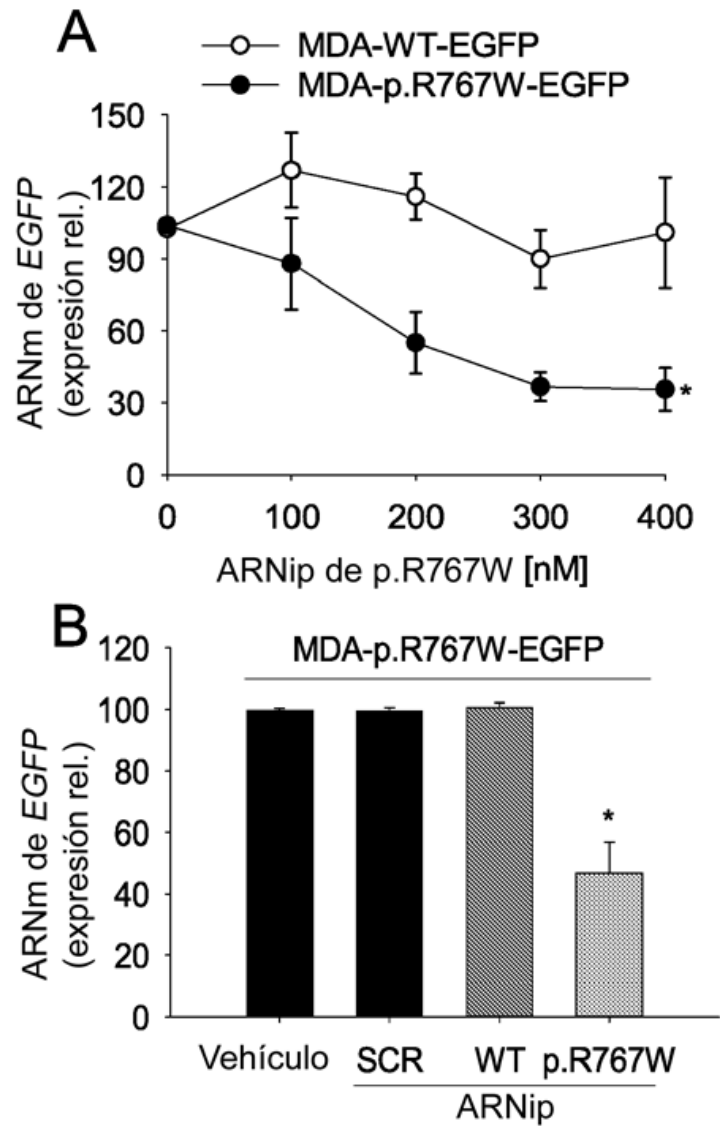 A
MDA-WT-EGFP
MDA-p.R767W-EGFP
150
120
90
60
30
0
ARNm de EGFP
(expresión rel.)
0 100 200 300 400
*
ARNip de p.R767W [nM]
B
120
100
80
60
40
20
0
MDA-p.R767W-EGFP
*
ARNm de EGFP
(expresión rel.)
Vehículo SCR WT p.R767W
ARNip